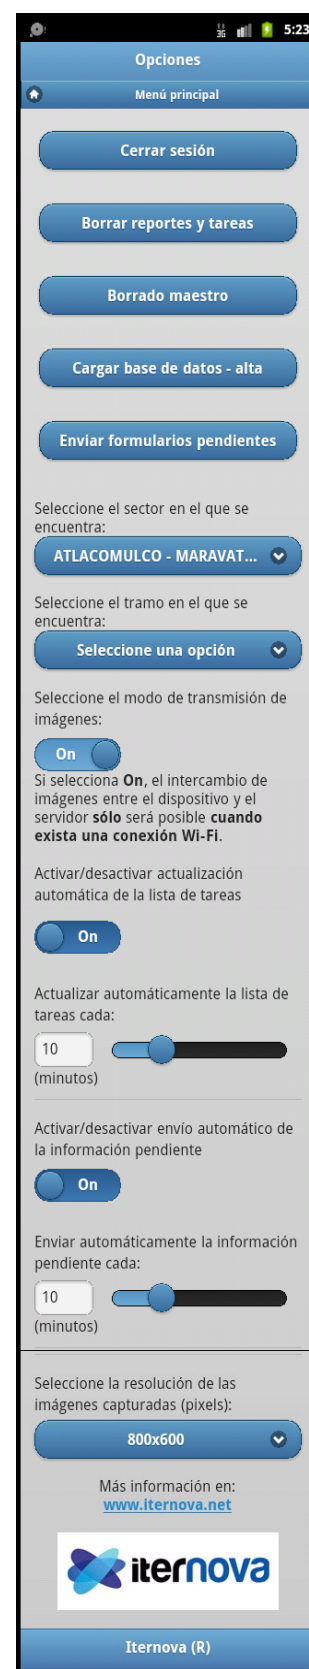 3G
5:23
Opciones
Menú principal
Cerrar sesión
Borrar reportes y tareas
Borrado maestro
Cargar base de datos - alta
Enviar formularios pendientes
Seleccione el sector en el que se
encuentra:
ATLACOMULCO - MARAVAT...
Seleccione el tramo en el que se
encuentra:
Seleccione una opción
Seleccione el modo de transmisión de
imágenes:
On
Si selecciona On, el intercambio de
imágenes entre el dispositivo y el
servidor sólo será posible cuando
exista una conexión Wi-Fi.
Activar/desactivar actualización
automática de la lista de tareas
On
Actualizar automáticamente la lista de
tareas cada:
10
(minutos)
Activar/desactivar envío automático de
la información pendiente
On
Enviar automáticamente la información
pendiente cada:
10
(minutos)
Seleccione la resolución de las
imágenes capturadas (pixels):
800x600
Más información en:
www.iternova.net
iternova
Iternova (R)